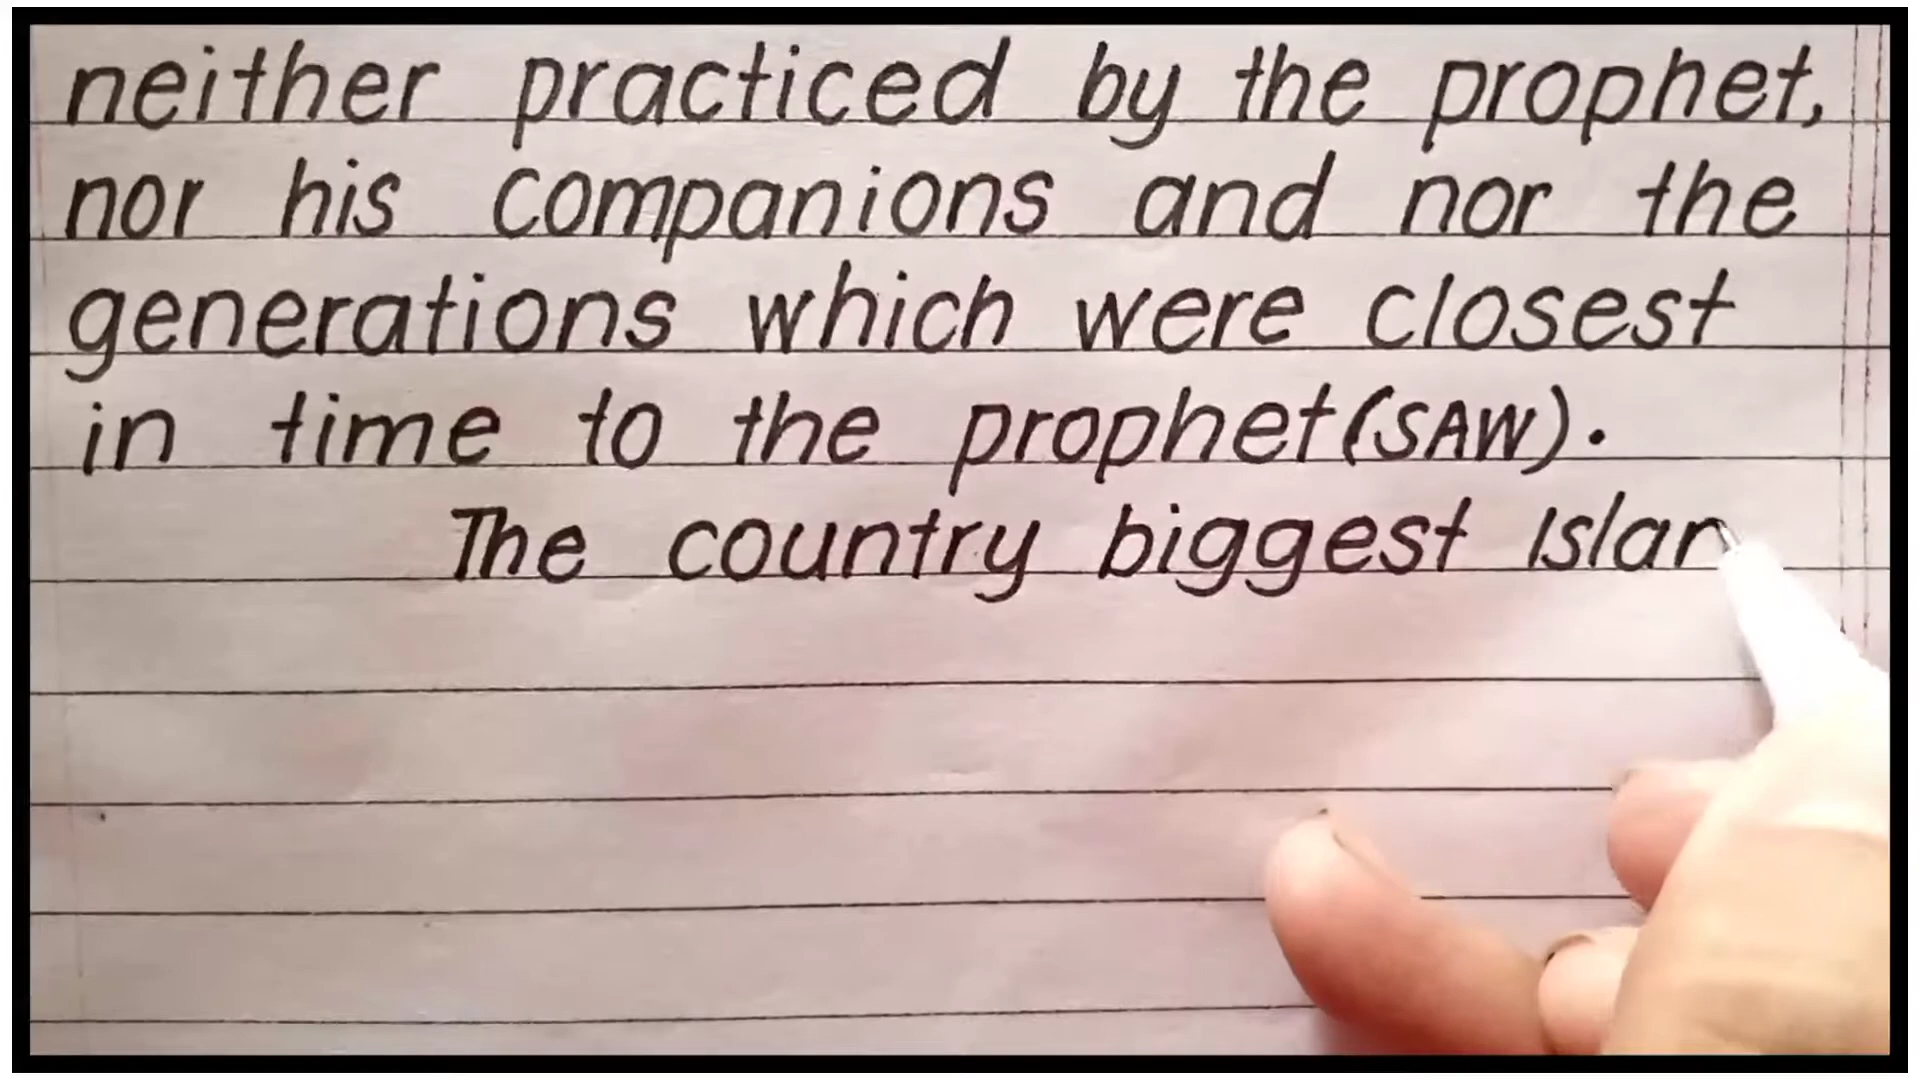 neither practiced by the prophet,
nor his companions and nor the
generations which were closest
in time to the prophet(SAW).
The country biggest Islan